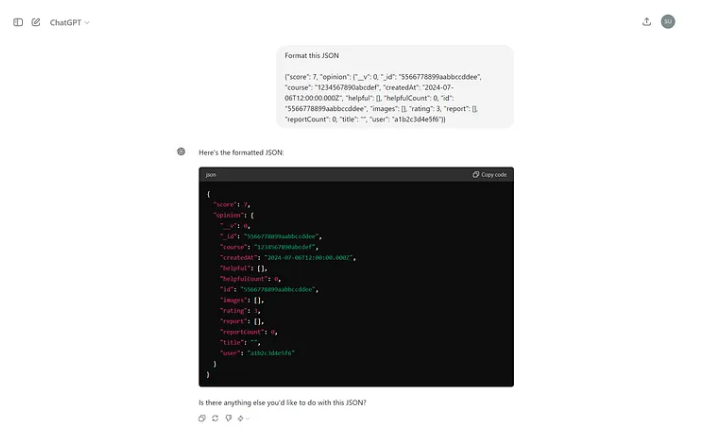 ChatGPT
SU
Format this JSON
{"score": 7, "opinion": {"__v": 0, "_id": "5566778899aabbccddee",
"course": "1234567890abcdef", "createdAt": "2024-07-
06T12:00:00.000Z", "helpful": [], "helpfulCount": 0, "id":
"5566778899aabbccddee", "images": [], "rating": 3, "report": [],
"reportCount": 0, "title": "", "user": "a1b2c3d4e5f6"}}
Here's the formatted JSON:
json
Copy code
{
"score": 7,
"opinion": {
"__v": 0,
"_id": "5566778899aabbccddee",
"course": "1234567890abcdef",
"createdAt": "2024-07-06T12:00:00.000Z",
"helpful": [],
"helpfulCount": 0,
"id": "5566778899aabbccddee",
"images": [],
"rating": 3,
"report": [],
"reportCount": 0,
"title": "",
"user": "a1b2c3d4e5f6"
}
}
Is there anything else you'd like to do with this JSON?